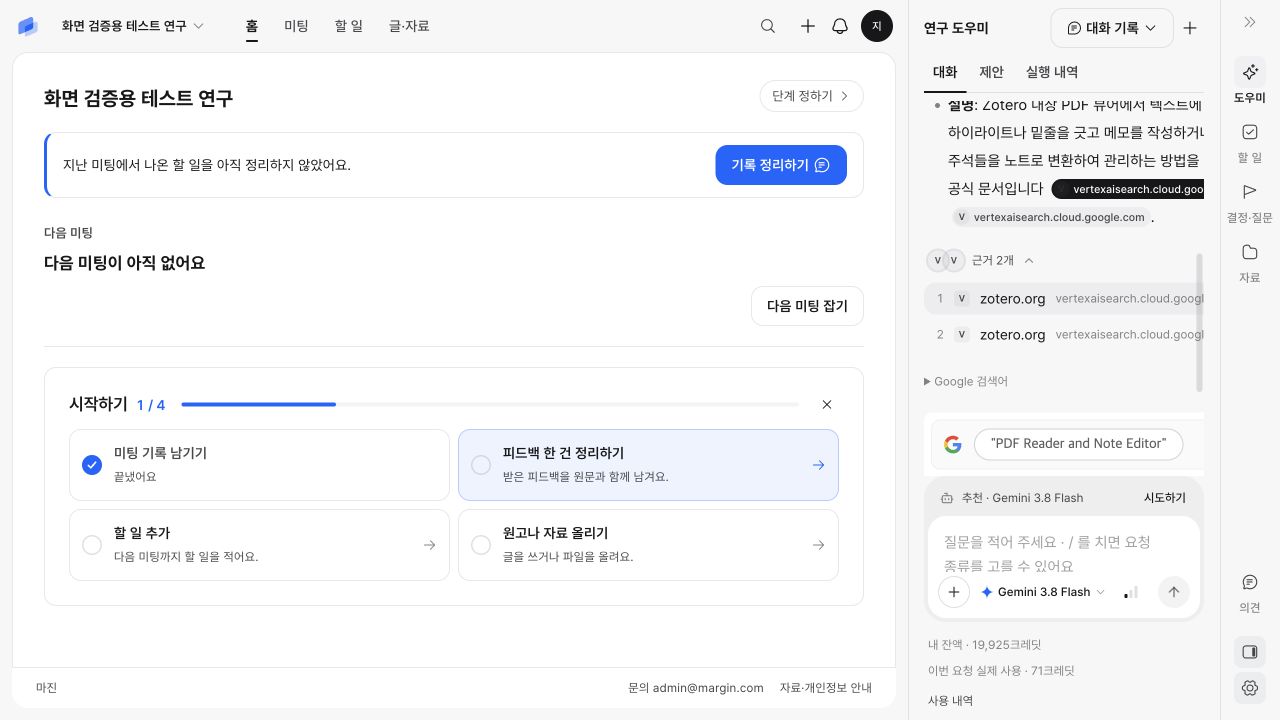 화면 검증용 테스트 연구
홈
미팅
할 일
글·자료
지
화면 검증용 테스트 연구
단계 정하기
지난 미팅에서 나온 할 일을 아직 정리하지 않았어요.
기록 정리하기
다음 미팅
다음 미팅이 아직 없어요
다음 미팅 잡기
시작하기 1 / 4
미팅 기록 남기기
끝냈어요
피드백 한 건 정리하기
받은 피드백을 원문과 함께 남겨요.
할 일 추가
다음 미팅까지 할 일을 적어요.
원고나 자료 올리기
글을 쓰거나 파일을 올려요.
마진
문의 admin@margin.com
자료·개인정보 안내
연구 도우미
대화 기록
대화
제안
실행 내역
설명: Zotero 내장 PDF 뷰어에서 텍스트에
하이라이트나 밑줄을 긋고 메모를 작성하거나
주석들을 노트로 변환하여 관리하는 방법을
공식 문서입니다 vertexaisearch.cloud.goo
V vertexaisearch.cloud.google.com .
V V 근거 2개
1 V zotero.org vertexaisearch.cloud.googl
2 V zotero.org vertexaisearch.cloud.googl
Google 검색어
"PDF Reader and Note Editor"
추천 · Gemini 3.8 Flash
시도하기
질문을 적어 주세요 · / 를 치면 요청
종류를 고를 수 있어요
Gemini 3.8 Flash
내 잔액 · 19,925크레딧
이번 요청 실제 사용 · 71크레딧
사용 내역
도우미
할 일
결정·질문
자료
의견